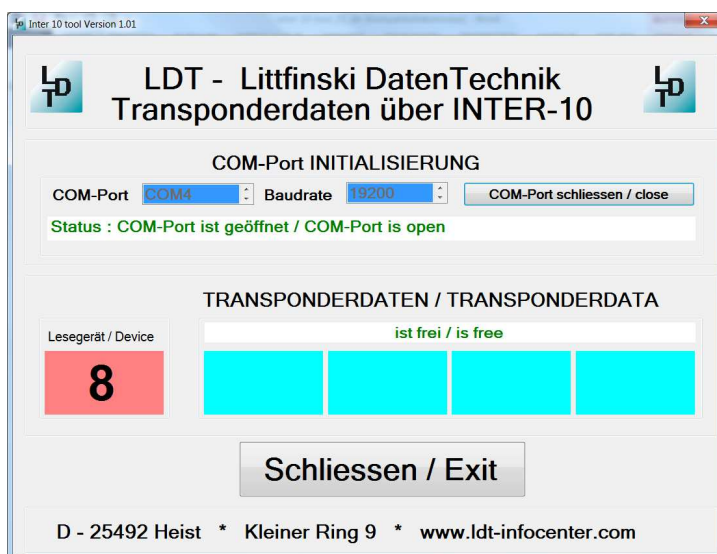 Inter 10 tool Version 1.01
LDT
LDT - Littfinski DatenTechnik
Transponderdaten über INTER-10
LDT
COM-Port INITIALISIERUNG
COM-Port COM4 Baudrate 19200 COM-Port schliessen / close
Status : COM-Port ist geöffnet / COM-Port is open
TRANSPONDERDATEN / TRANSPONDERDATA
Lesegerät / Device
ist frei / is free
8
Schliessen / Exit
D - 25492 Heist * Kleiner Ring 9 * www.ldt-infocenter.com